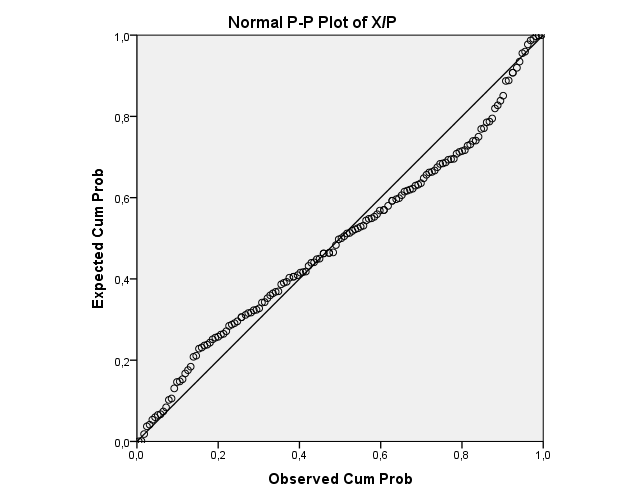 Normal P-P Plot of X/P
1,0
0,8
0,6
0,4
0,2
0,0
Expected Cum Prob
0,0 0,2 0,4 0,6 0,8 1,0
Observed Cum Prob